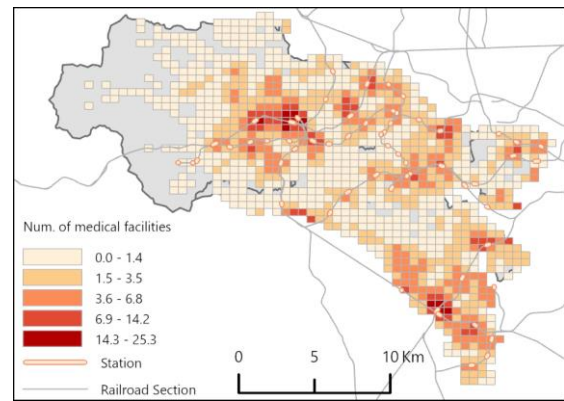 Num. of medical facilities
0.0 - 1.4
1.5 - 3.5
3.6 - 6.8
6.9 - 14.2
14.3 - 25.3
Station
Railroad Section
0 5 10 Km